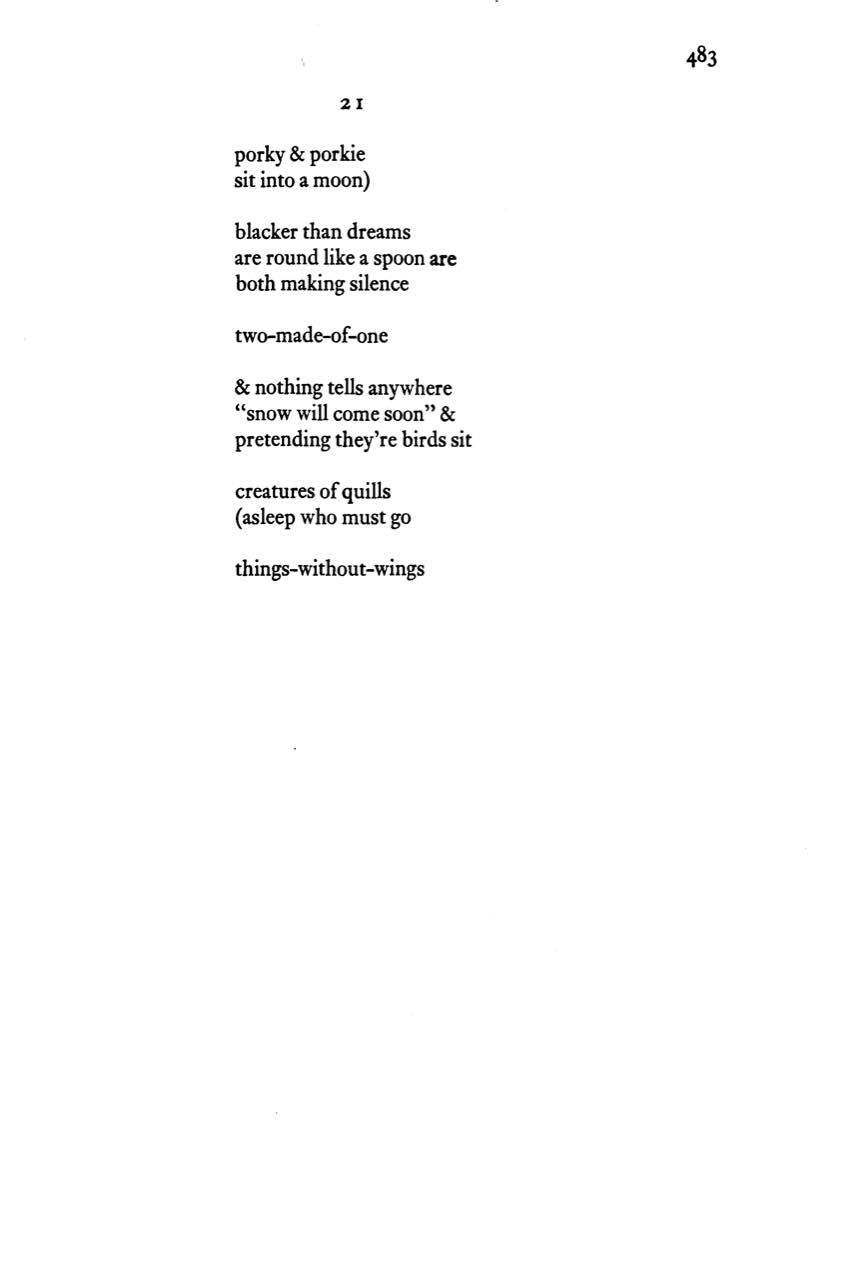 483
21
porky & porkie
sit into a moon)
blacker than dreams
are round like a spoon are
both making silence
two-made-of-one
& nothing tells anywhere
“snow will come soon” &
pretending they’re birds sit
creatures of quills
(asleep who must go
things-without-wings